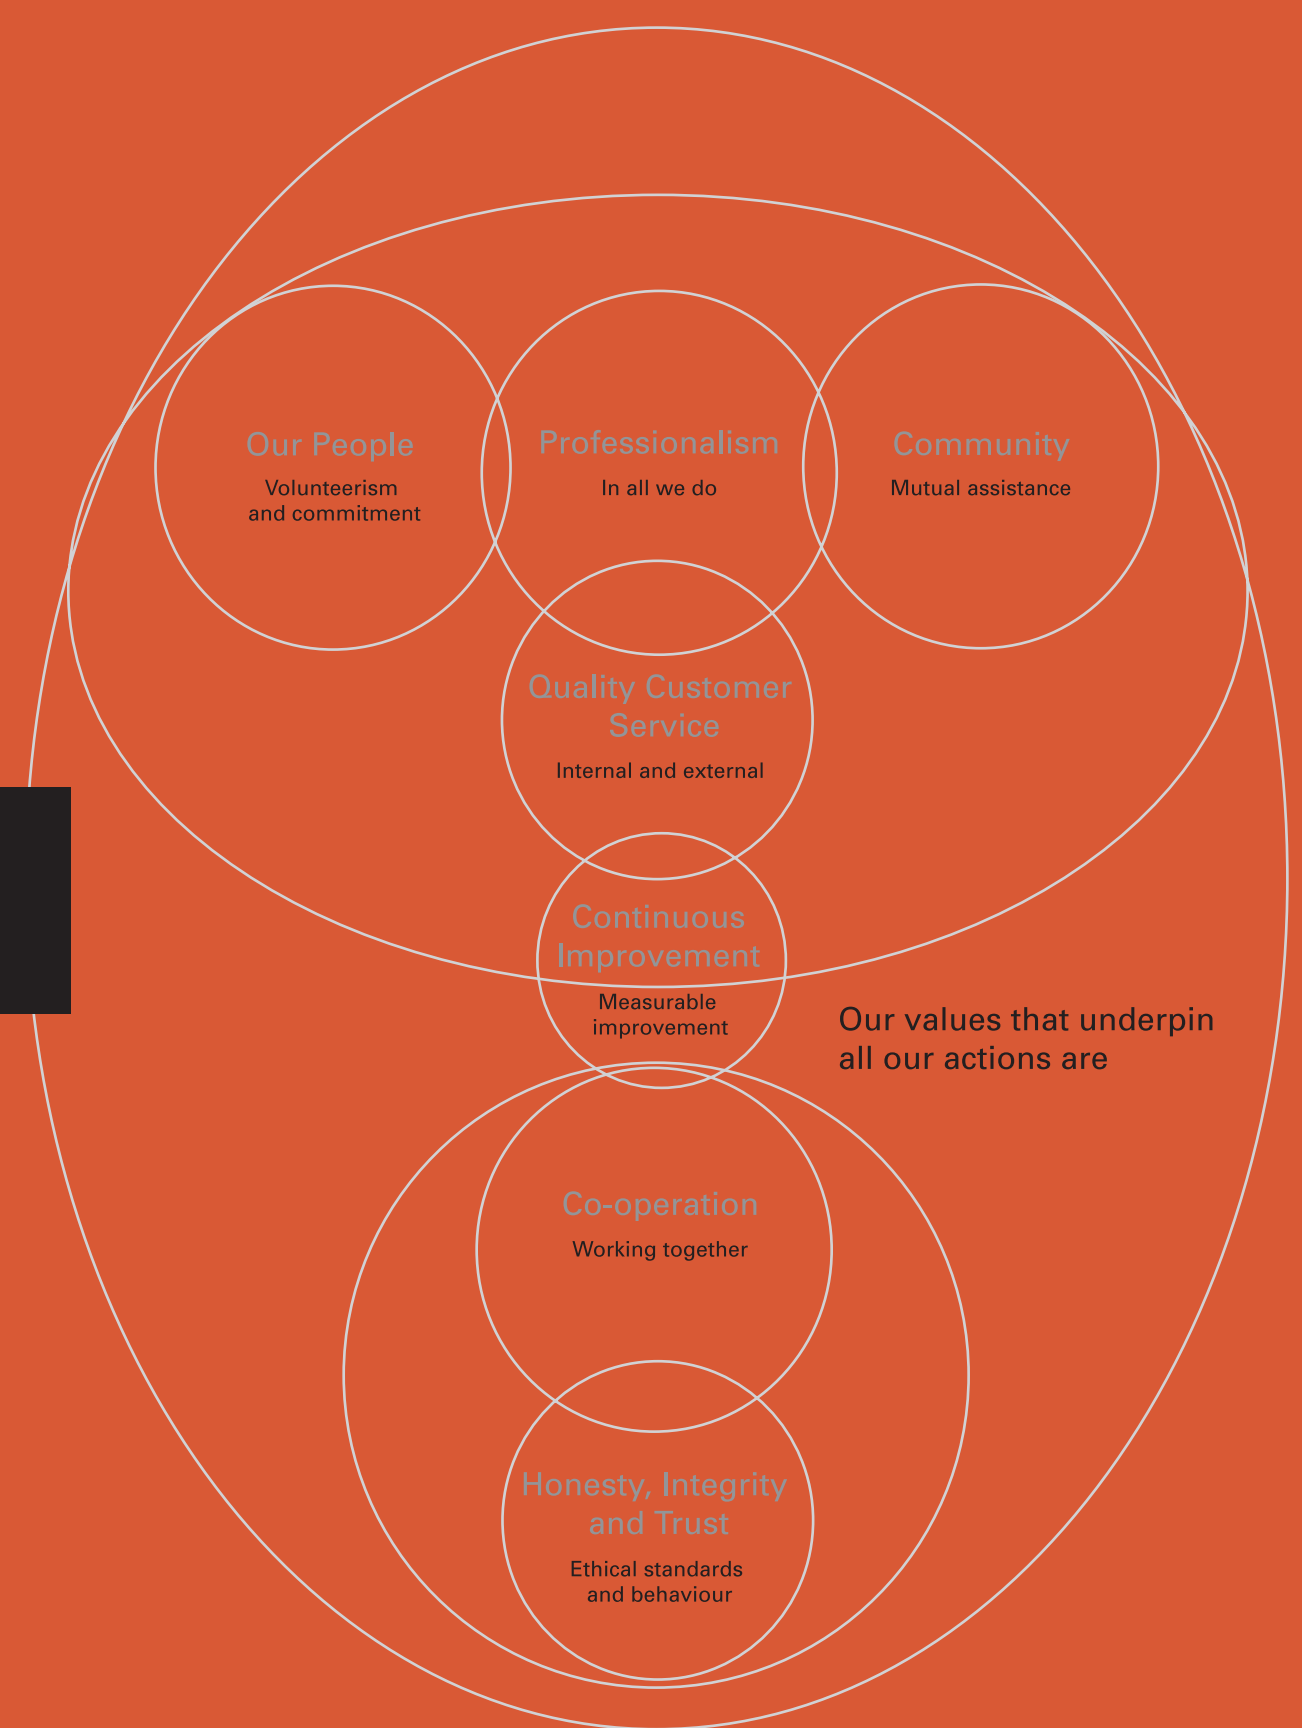 Our People
Volunteerism
and commitment
Professionalism
In all we do
Community
Mutual assistance
Quality Customer
Service
Internal and external
Continuous
Improvement
Measurable
improvement
Our values that underpin
all our actions are
Co-operation
Working together
Honesty, Integrity
and Trust
Ethical standards
and behaviour